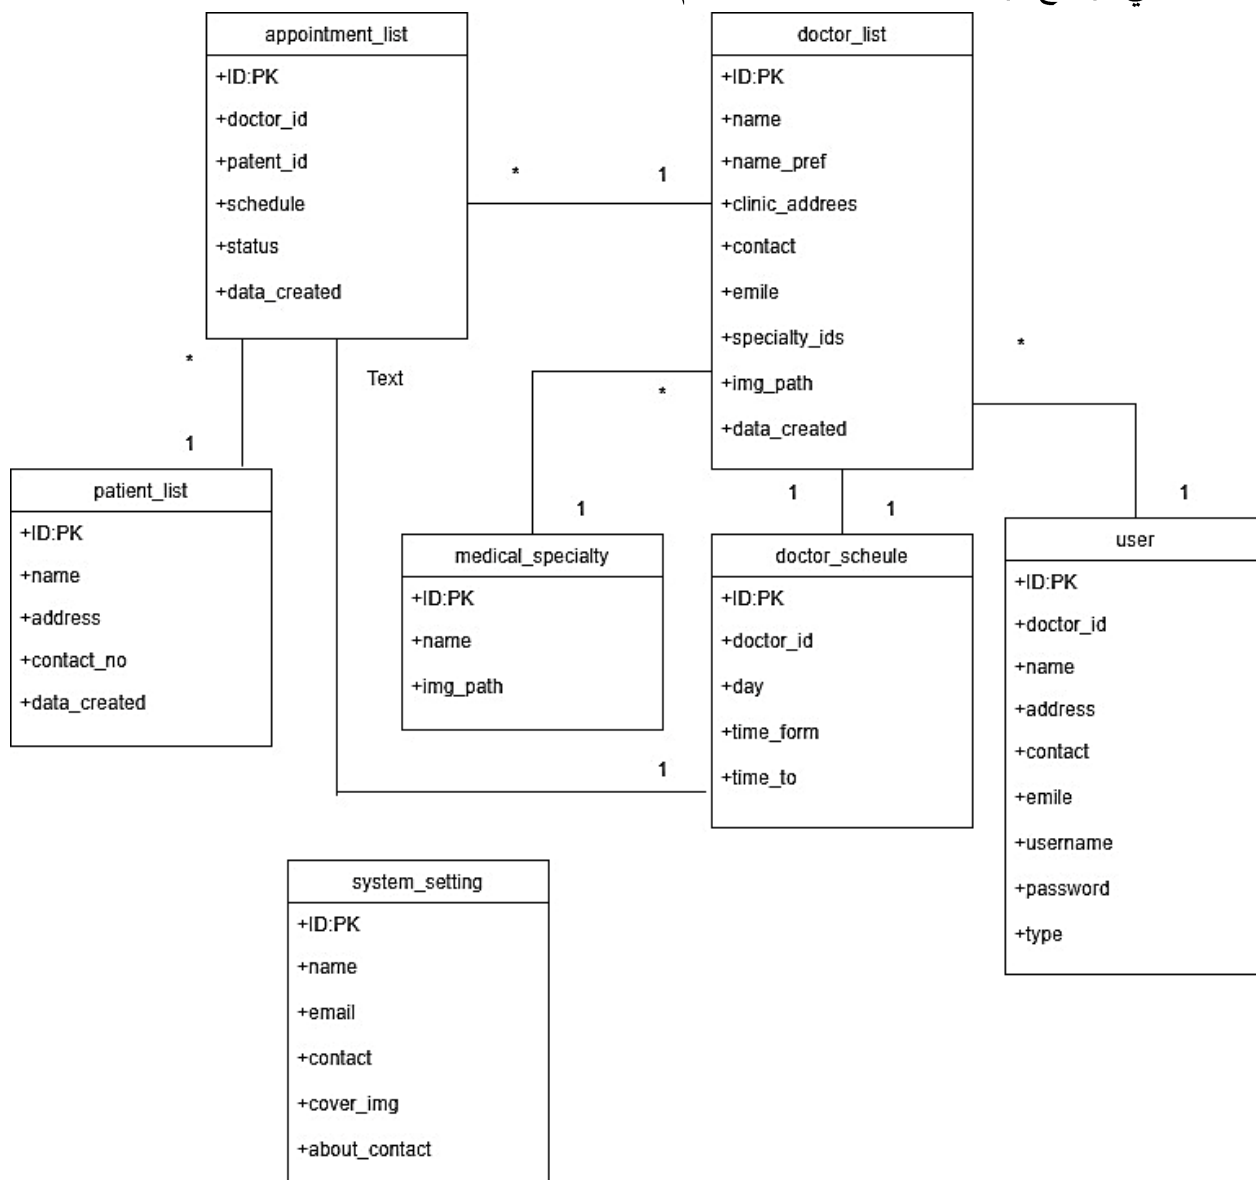 appointment_list
+ID:PK
+doctor_id
+patent_id
+schedule
+status
+data_created
doctor_list
+ID:PK
+name
+name_pref
+clinic_addrees
+contact
+emile
+specialty_ids
+img_path
+data_created
* 1
*
1
Text
*
1
1
1
*
1
patient_list
+ID:PK
+name
+address
+contact_no
+data_created
medical_specialty
+ID:PK
+name
+img_path
doctor_scheule
+ID:PK
+doctor_id
+day
+time_form
+time_to
1
user
+ID:PK
+doctor_id
+name
+address
+contact
+emile
+username
+password
+type
system_setting
+ID:PK
+name
+email
+contact
+cover_img
+about_contact